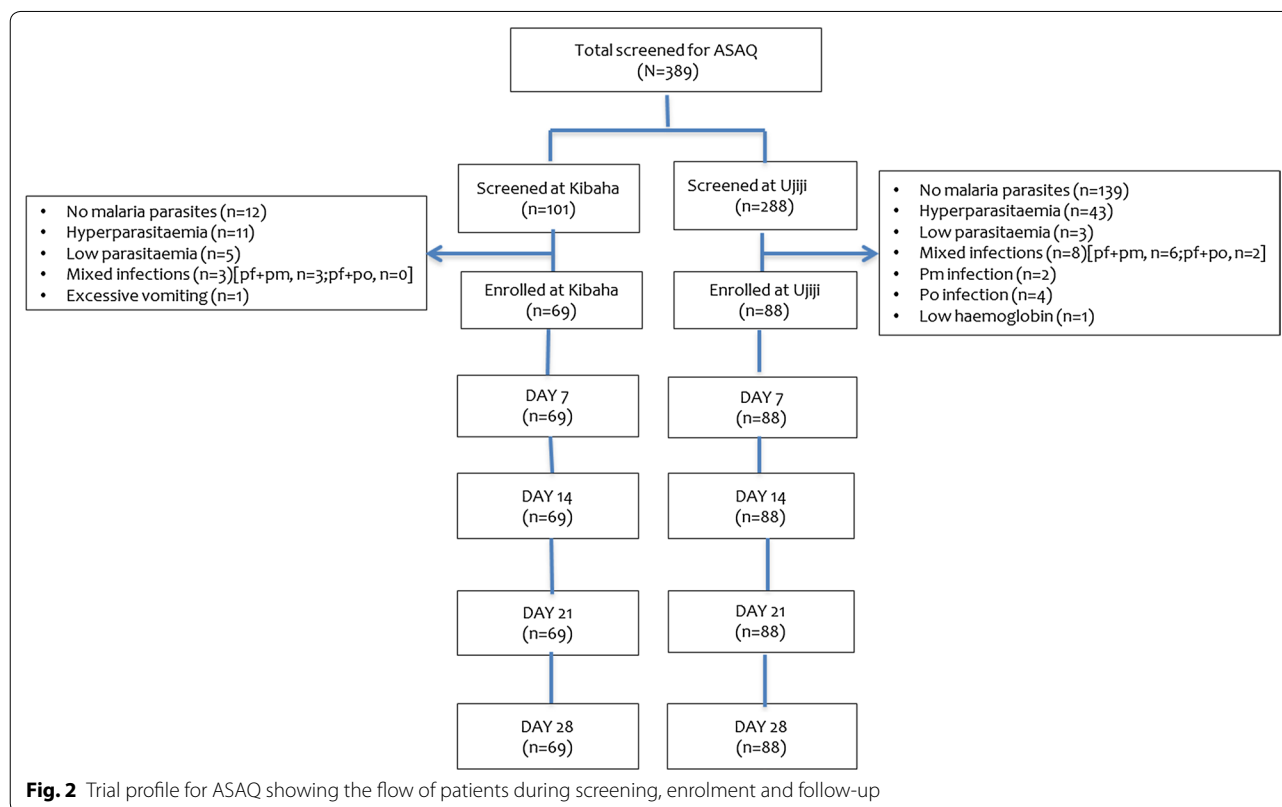 Total screened for ASAQ
(N=389)
Screened at Kibaha
(n=101)
Screened at Ujiji
(n=288)
• No malaria parasites (n=12)
• Hyperparasitaemia (n=11)
• Low parasitaemia (n=5)
• Mixed infections (n=3)[pf+pm, n=3;pf+po, n=0]
• Excessive vomiting (n=1)
• No malaria parasites (n=139)
• Hyperparasitaemia (n=43)
• Low parasitaemia (n=3)
• Mixed infections (n=8)[pf+pm, n=6;pf+po, n=2]
• Pm infection (n=2)
• Po infection (n=4)
• Low haemoglobin (n=1)
Enrolled at Kibaha
(n=69)
Enrolled at Ujiji
(n=88)
DAY 7
(n=69)
DAY 7
(n=88)
DAY 14
(n=69)
DAY 14
(n=88)
DAY 21
(n=69)
DAY 21
(n=88)
DAY 28
(n=69)
DAY 28
(n=88)
Fig. 2 Trial profile for ASAQ showing the flow of patients during screening, enrolment and follow-up